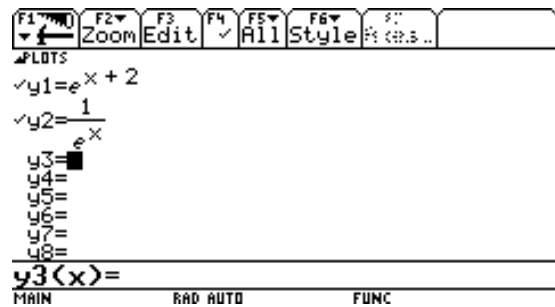 F1 F2 F3 F4 F5 F6
Zoom Edit ✓ All Style
PLOTS
✓y1=e^x + 2
✓y2=1/e^x
y3=
y4=
y5=
y6=
y7=
y8=
y3(x)=
MAIN RAD AUTO FUNC